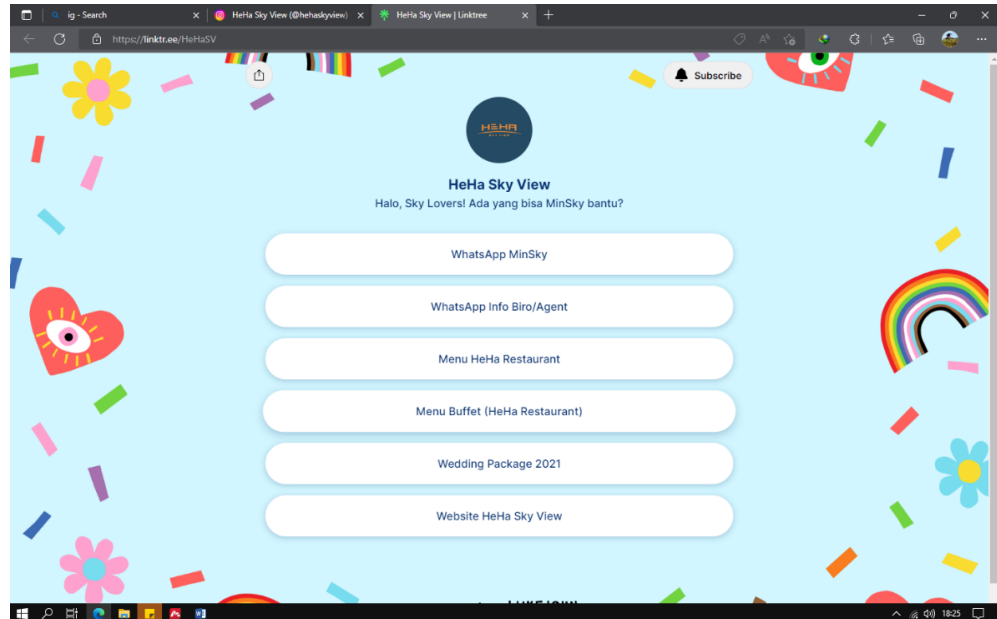 ig - Search
HeHa Sky View (@hehaskyview)
HeHa Sky View | Linktree
https://linktr.ee/HeHaSV
Subscribe
HEHA
HeHa Sky View
Halo, Sky Lovers! Ada yang bisa MinSky bantu?
WhatsApp MinSky
WhatsApp Info Biro/Agent
Menu HeHa Restaurant
Menu Buffet (HeHa Restaurant)
Wedding Package 2021
Website HeHa Sky View
18:25